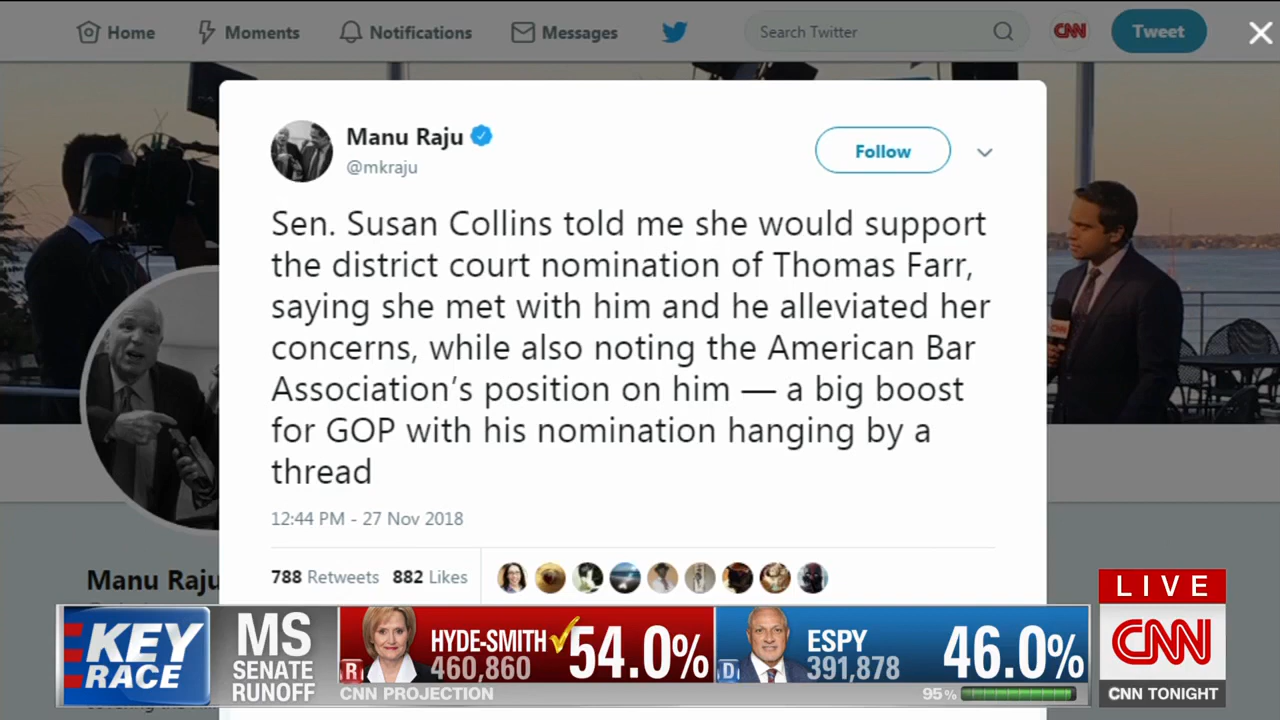 Home Moments Notifications Messages Search Twitter CNN Tweet
Manu Raju
@mkraju
Follow
Sen. Susan Collins told me she would support
the district court nomination of Thomas Farr,
saying she met with him and he alleviated her
concerns, while also noting the American Bar
Association's position on him — a big boost
for GOP with his nomination hanging by a
thread
12:44 PM - 27 Nov 2018
788 Retweets 882 Likes
Manu Raju
KEY
RACE
MS
SENATE
RUNOFF
R
HYDE-SMITH
460,860
54.0%
D
ESPY
391,878
46.0%
CNN PROJECTION
95%
LIVE
CNN
CNN TONIGHT